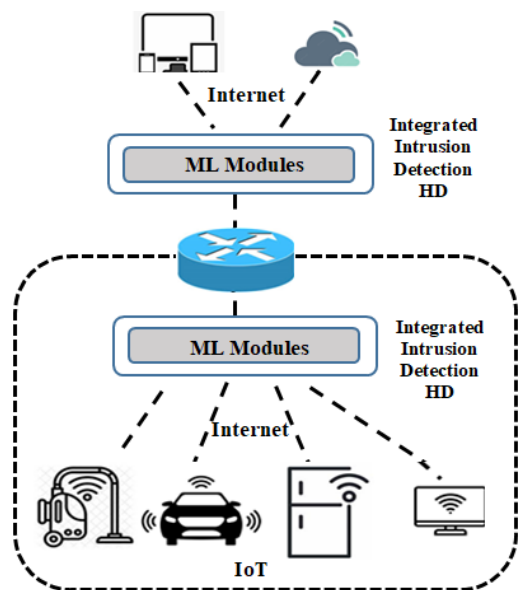 Internet
Integrated
Intrusion
Detection
HD
ML Modules
Integrated
Intrusion
Detection
HD
ML Modules
Internet
IoT